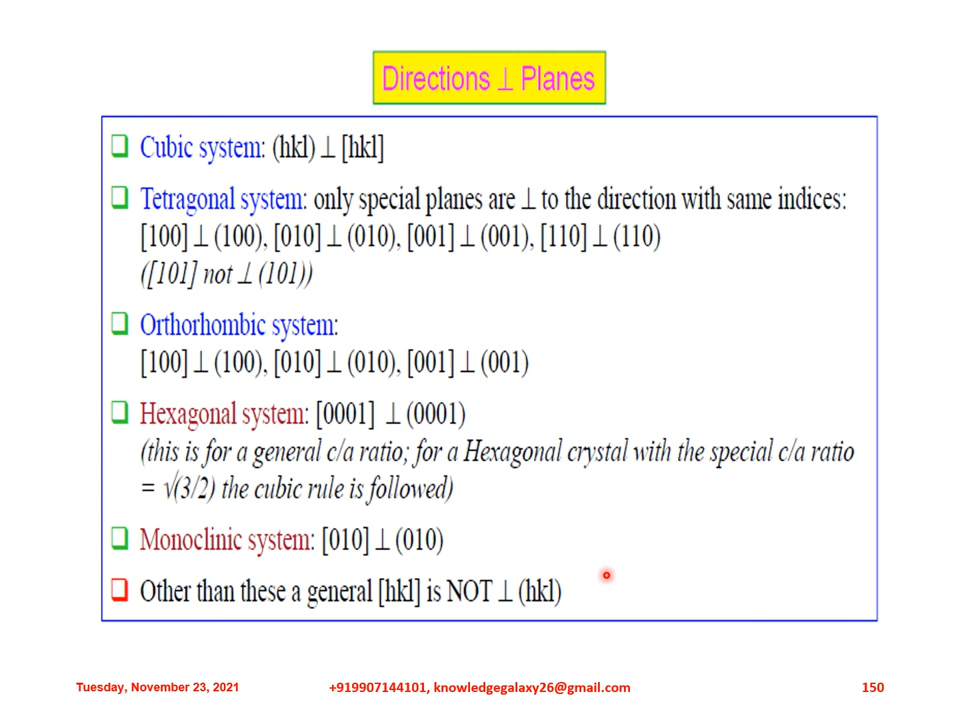 Directions ⊥ Planes
❑ Cubic system: (hkl) ⊥ [hkl]
❑ Tetragonal system: only special planes are ⊥ to the direction with same indices:
[100] ⊥ (100), [010] ⊥ (010), [001] ⊥ (001), [110] ⊥ (110)
([101] not ⊥ (101))
❑ Orthorhombic system:
[100] ⊥ (100), [010] ⊥ (010), [001] ⊥ (001)
❑ Hexagonal system: [0001] ⊥ (0001)
(this is for a general c/a ratio; for a Hexagonal crystal with the special c/a ratio
= √(3/2) the cubic rule is followed)
❑ Monoclinic system: [010] ⊥ (010)
❑ Other than these a general [hkl] is NOT ⊥ (hkl)
Tuesday, November 23, 2021 +919907144101, knowledgegalaxy26@gmail.com 150